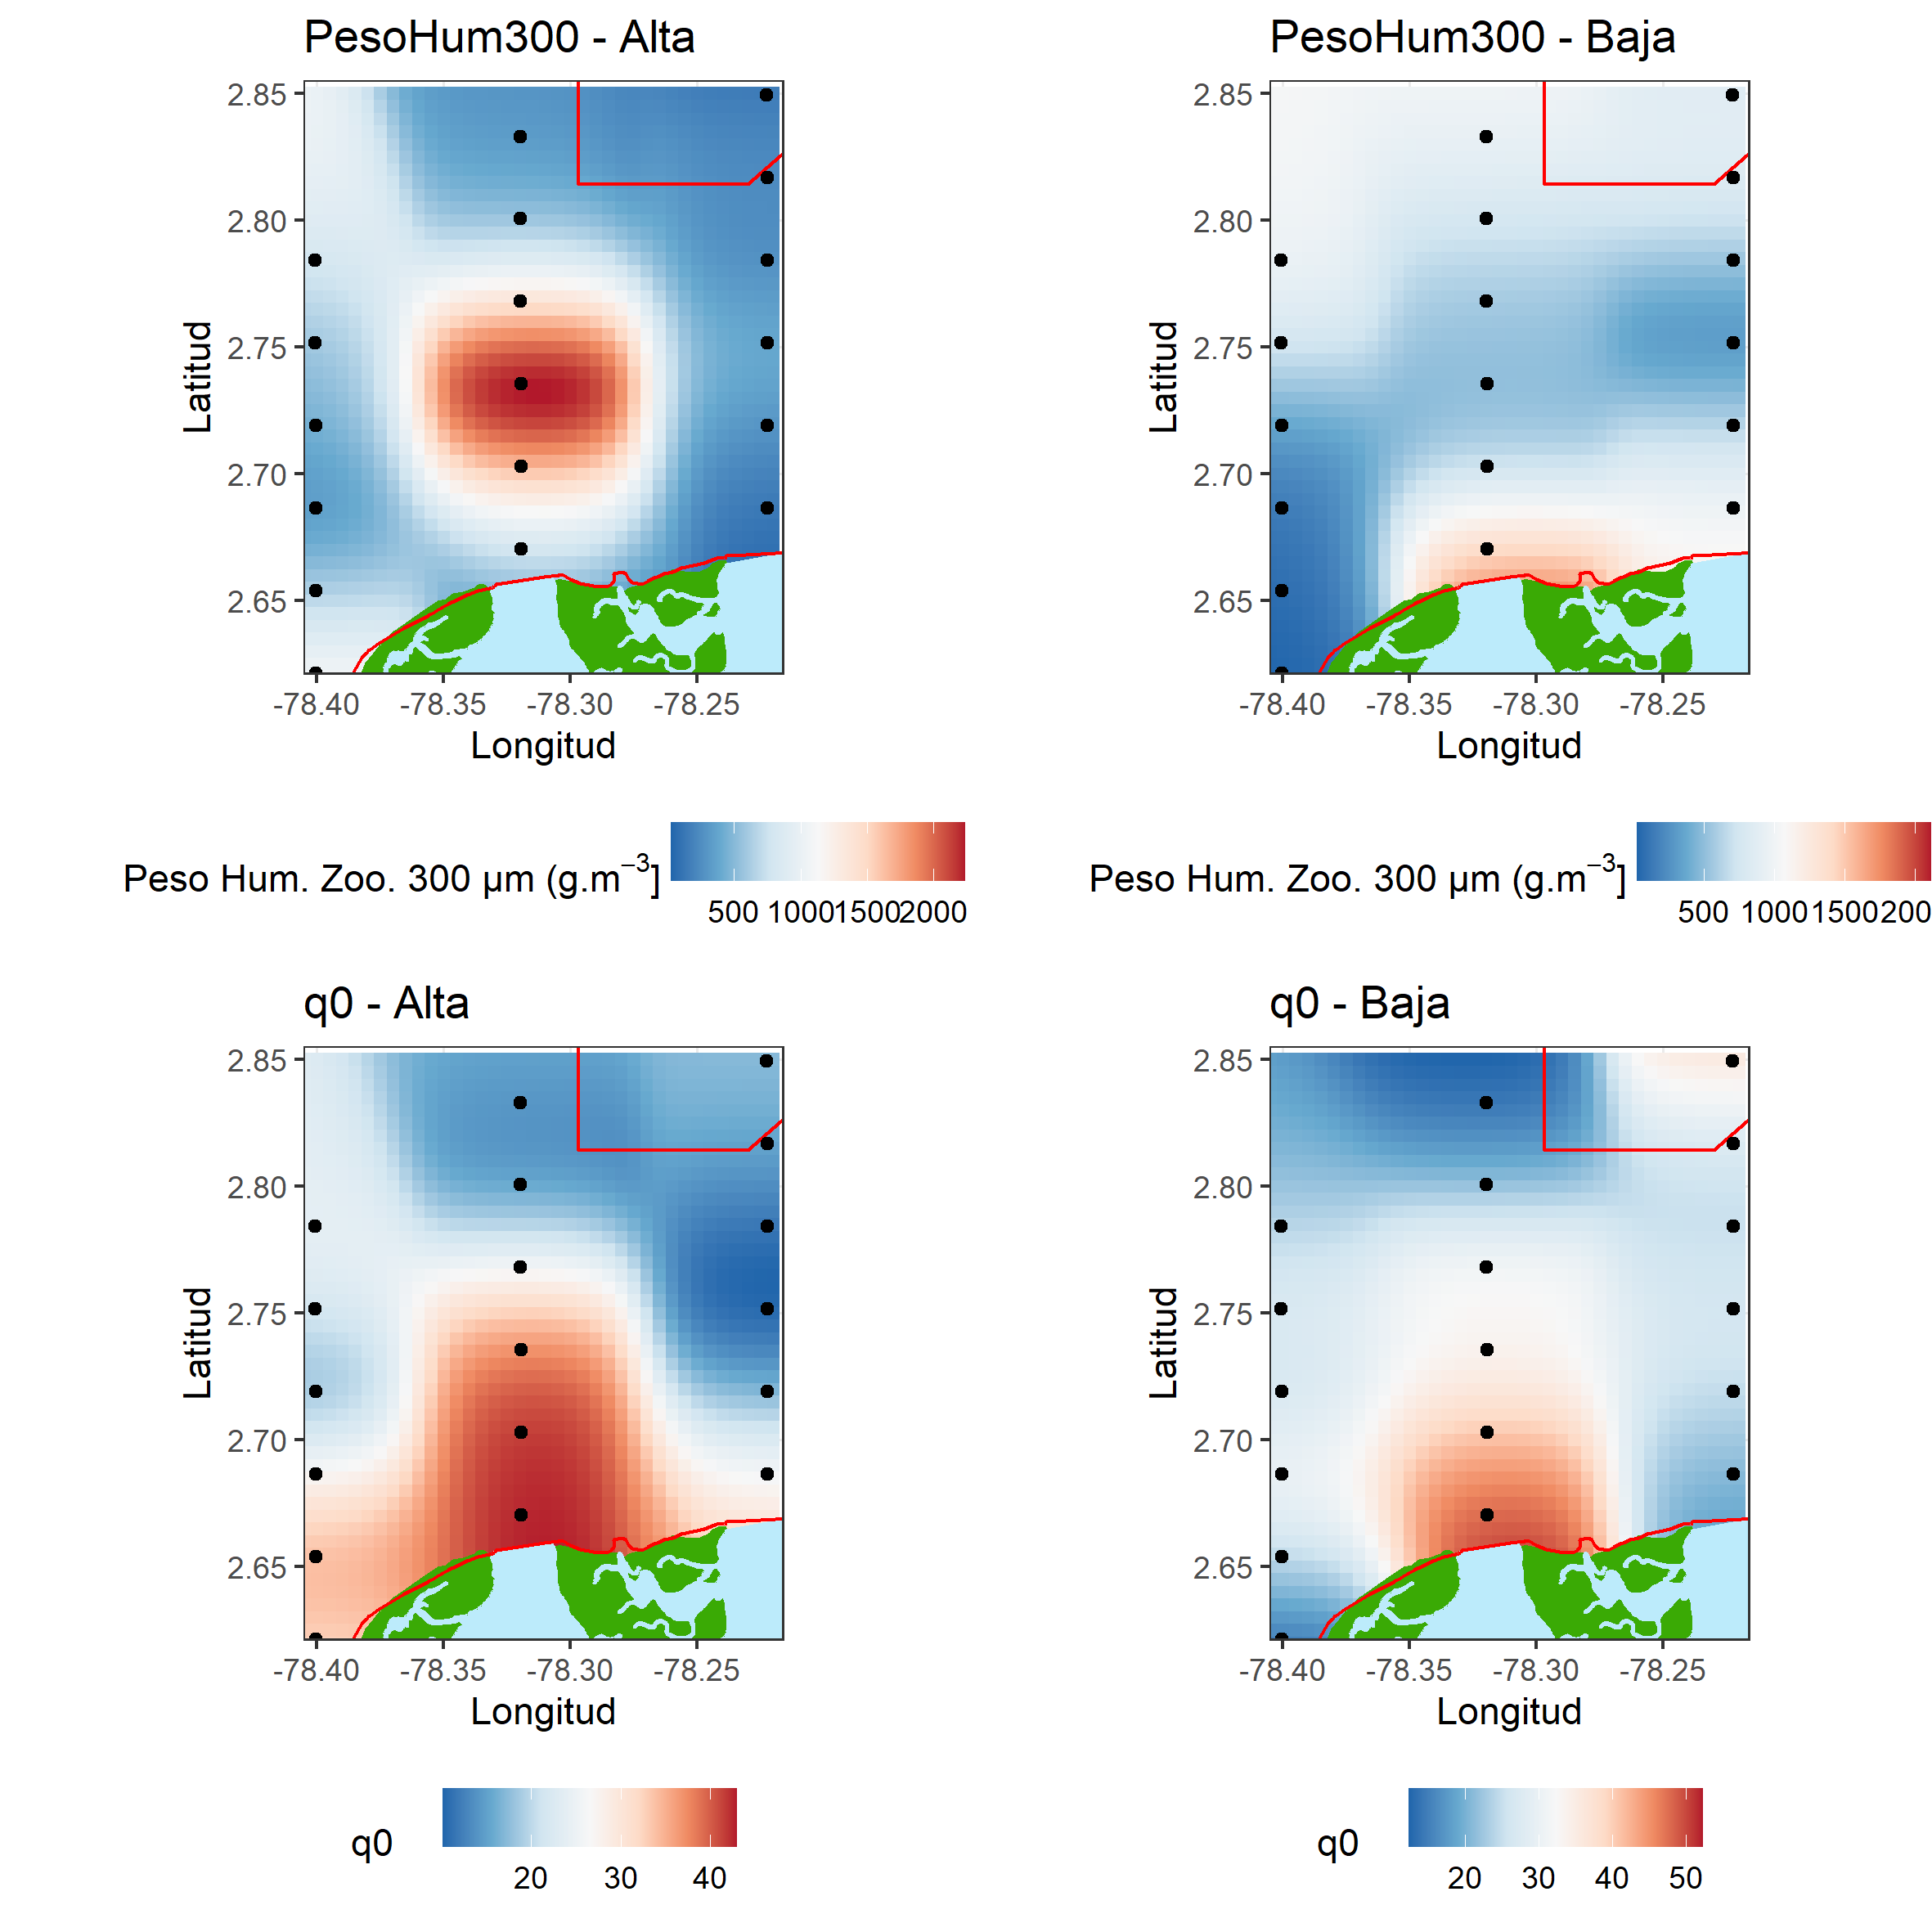 PesoHum300 - Alta
PesoHum300 - Baja
2.85
2.80
2.75
2.70
2.65
Latitud
-78.40 -78.35 -78.30 -78.25
Longitud
2.85
2.80
2.75
2.70
2.65
Latitud
-78.40 -78.35 -78.30 -78.25
Longitud
Peso Hum. Zoo. 300 µm (g.m−3]
500 1000 1500 2000
Peso Hum. Zoo. 300 µm (g.m−3]
500 1000 1500 200
q0 - Alta
q0 - Baja
2.85
2.80
2.75
2.70
2.65
Latitud
-78.40 -78.35 -78.30 -78.25
Longitud
2.85
2.80
2.75
2.70
2.65
Latitud
-78.40 -78.35 -78.30 -78.25
Longitud
q0
20 30 40
q0
20 30 40 50